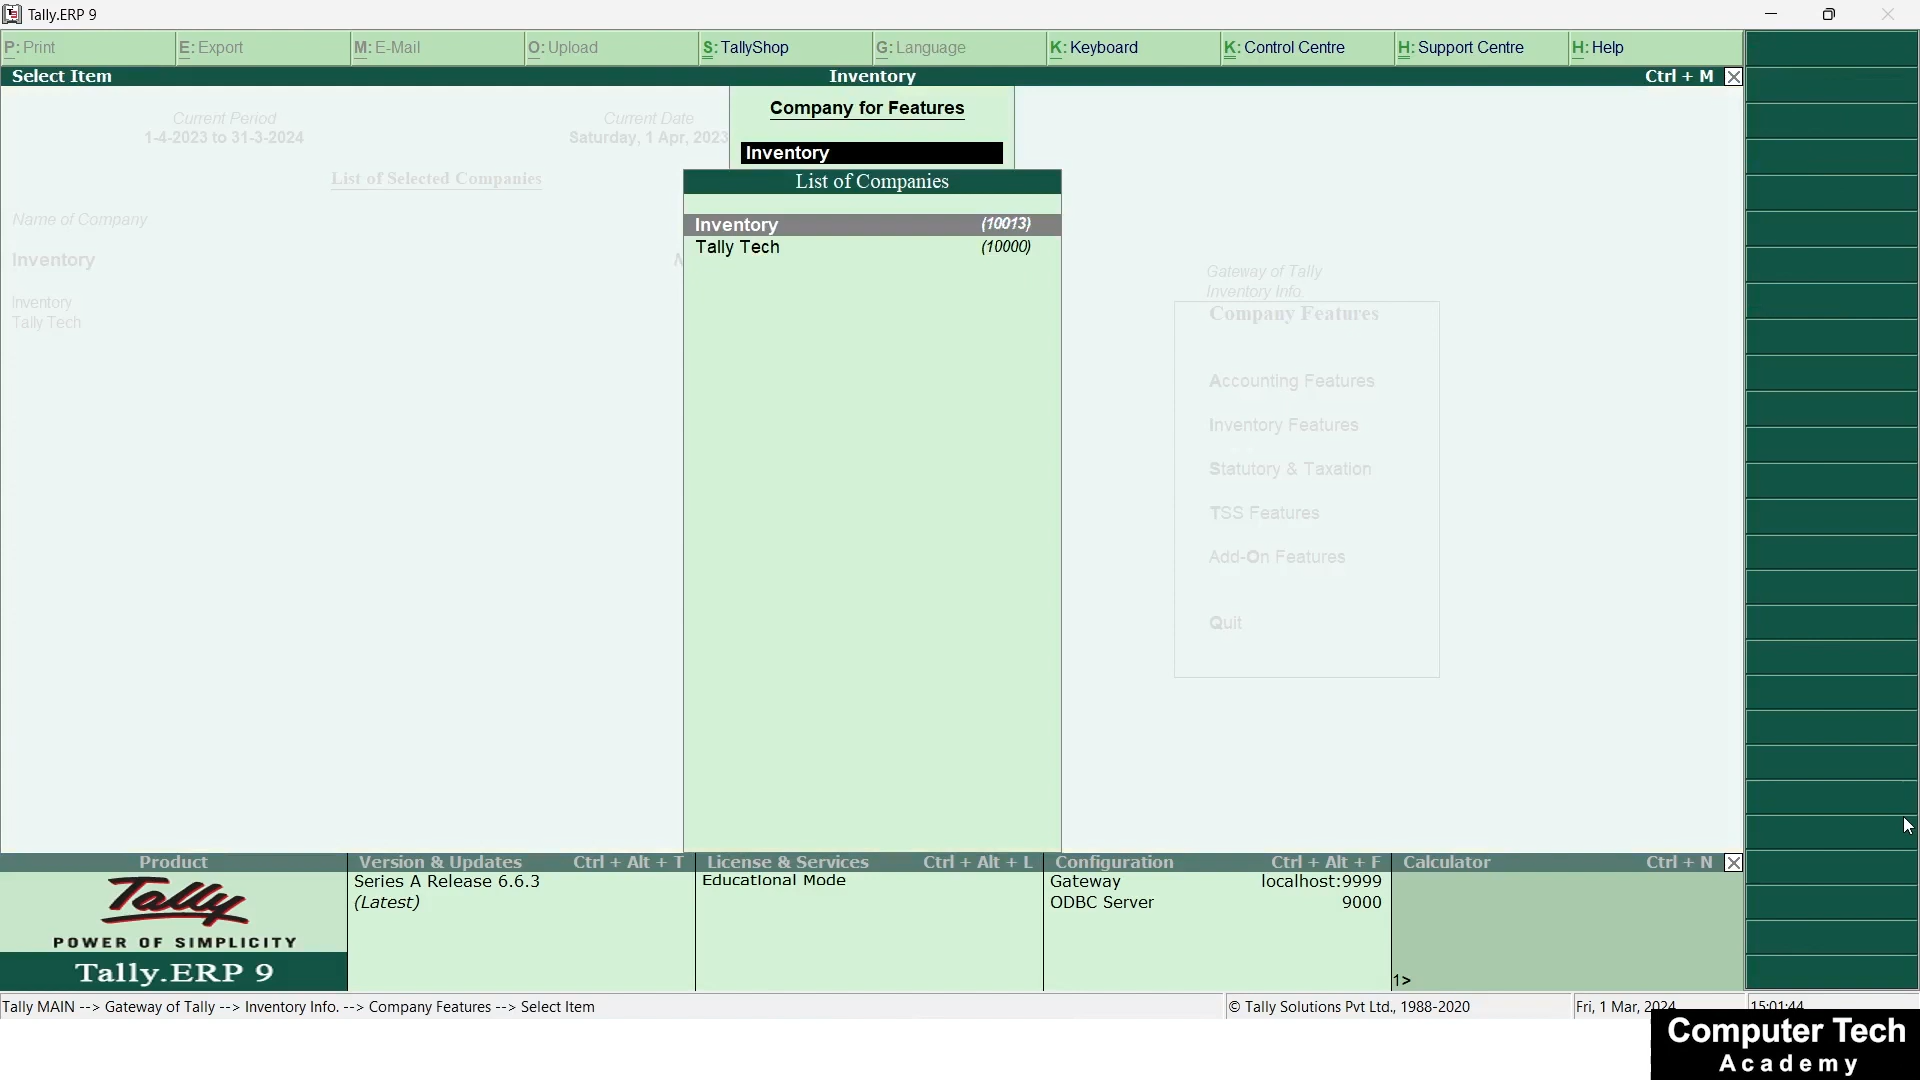 Tally.ERP 9
P: Print
E: Export
M: E-Mail
O: Upload
S: TallyShop
G: Language
K: Keyboard
K: Control Centre
H: Support Centre
H: Help
Select Item
Inventory
Ctrl + M
Current Period
1-4-2023 to 31-3-2024
Current Date
Saturday, 1 Apr, 2023
List of Selected Companies
Name of Company
Inventory
Inventory
Tally Tech
Company for Features
Inventory
List of Companies
Inventory (10013)
Tally Tech (10000)
Gateway of Tally
Inventory Info.
Company Features
Accounting Features
Inventory Features
Statutory & Taxation
TSS Features
Add-On Features
Quit
Product
Tally
POWER OF SIMPLICITY
Tally.ERP 9
Version & Updates Ctrl + Alt + T
Series A Release 6.6.3
(Latest)
License & Services Ctrl + Alt + L
Educational Mode
Configuration Ctrl + Alt + F
Gateway localhost:9999
ODBC Server 9000
Calculator Ctrl + N
1>
Tally MAIN --> Gateway of Tally --> Inventory Info. --> Company Features --> Select Item
© Tally Solutions Pvt Ltd., 1988-2020
Fri, 1 Mar, 2024
15:01:44
Computer Tech
Academy